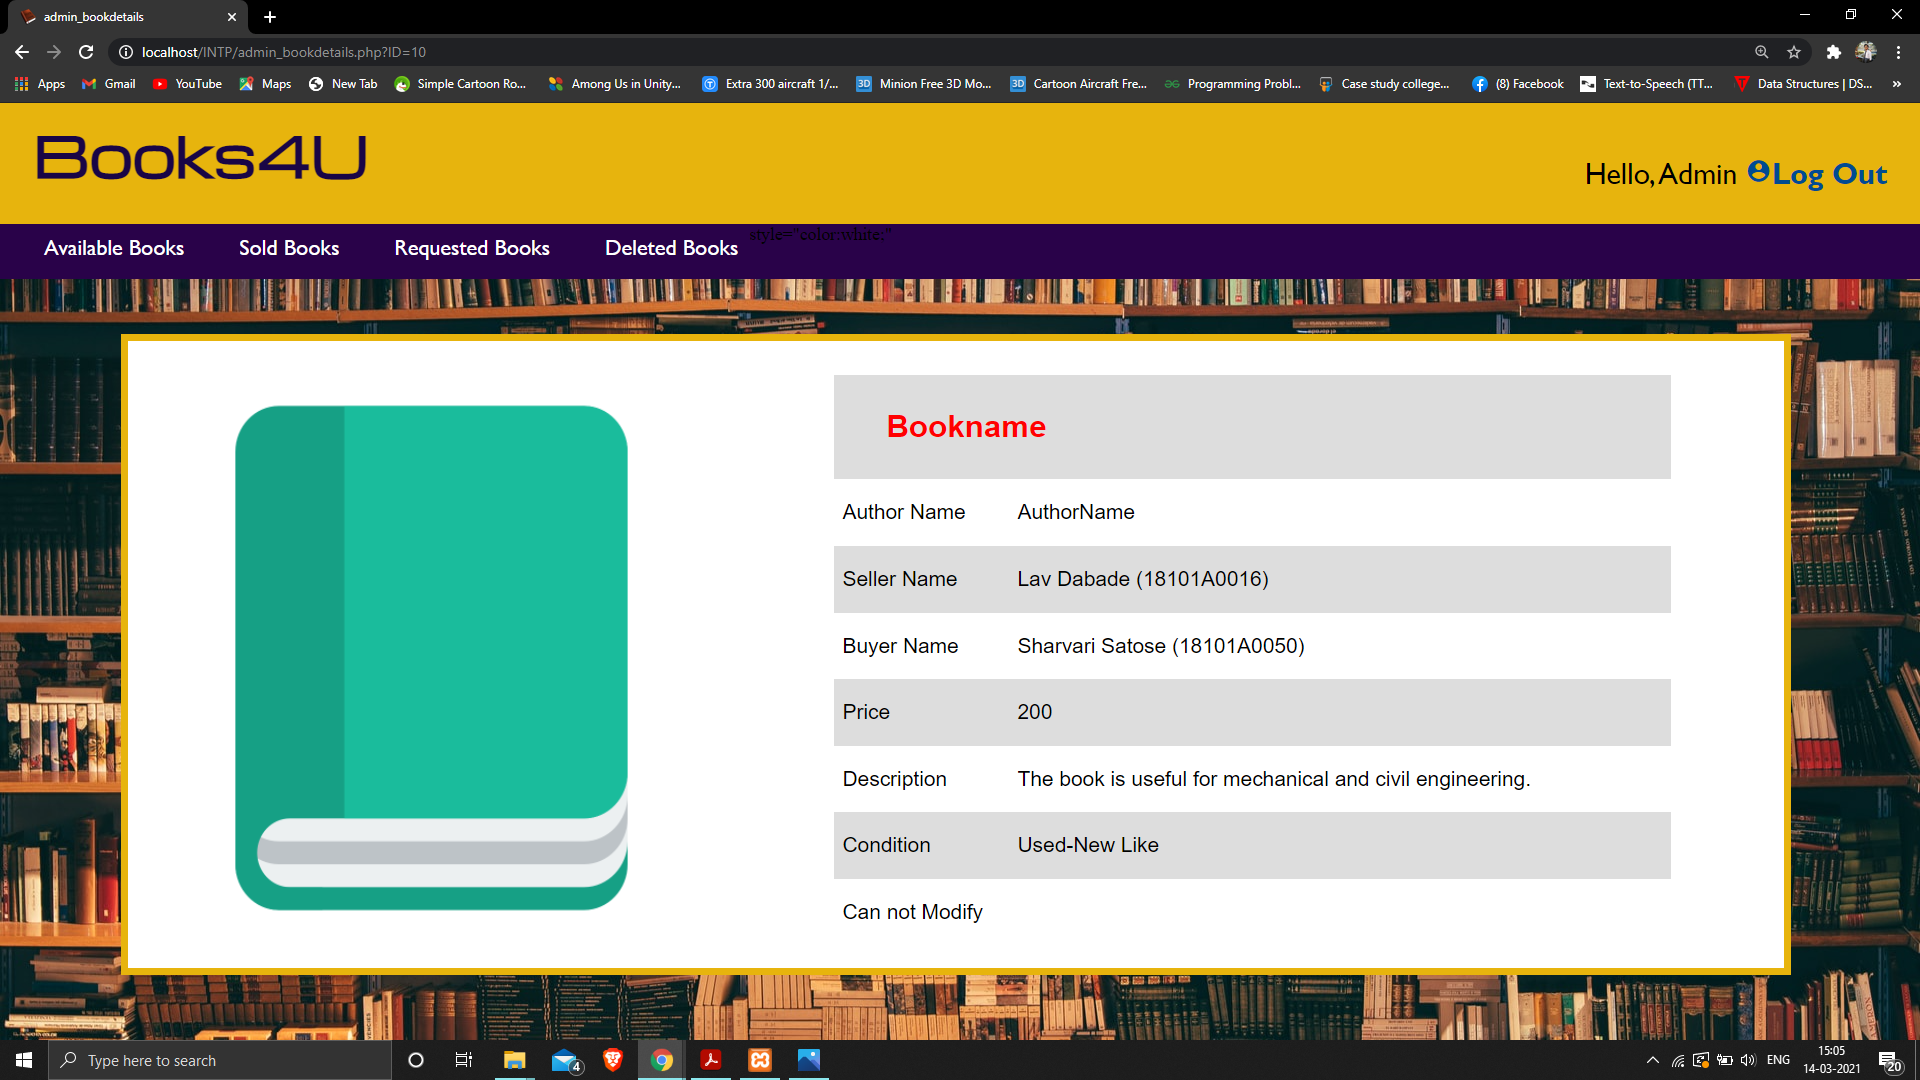 admin_bookdetails
localhost/INTP/admin_bookdetails.php?ID=10
Apps Gmail YouTube Maps New Tab Simple Cartoon Ro... Among Us in Unity... Extra 300 aircraft 1/... Minion Free 3D Mo... Cartoon Aircraft Fre... Programming Probl... Case study college... (8) Facebook Text-to-Speech (TT... Data Structures | DS... »
Books4U
Hello, Admin Log Out
Available Books Sold Books Requested Books Deleted Books style="color:white;"
Bookname
Author Name AuthorName
Seller Name Lav Dabade (18101A0016)
Buyer Name Sharvari Satose (18101A0050)
Price 200
Description The book is useful for mechanical and civil engineering.
Condition Used-New Like
Can not Modify
Type here to search
4
ENG
15:05
14-03-2021
20